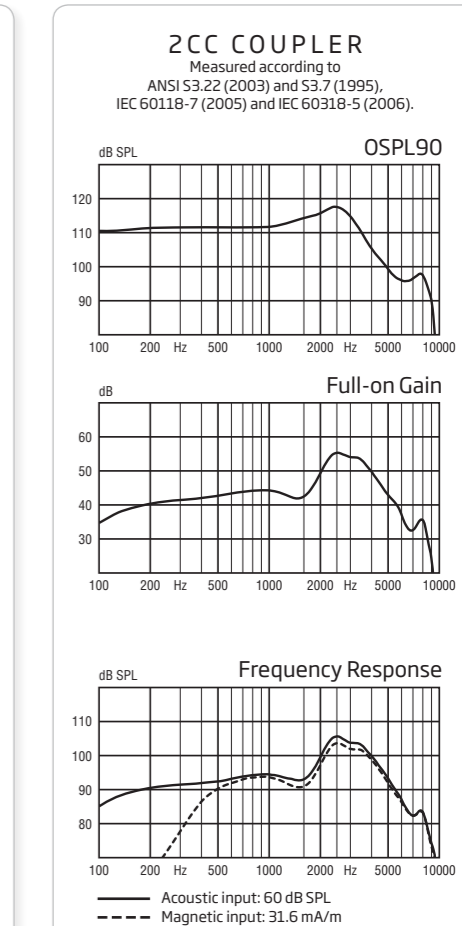 2CC COUPLER
Measured according to
ANSI S3.22 (2003) and S3.7 (1995),
IEC 60118-7 (2005) and IEC 60318-5 (2006).
dB SPL OSPL90
120
110
100
90
100 200 Hz 500 1000 2000 Hz 5000 10000
dB Full-on Gain
60
50
40
30
100 200 Hz 500 1000 2000 Hz 5000 10000
dB SPL Frequency Response
110
100
90
80
100 200 Hz 500 1000 2000 Hz 5000 10000
Acoustic input: 60 dB SPL
Magnetic input: 31.6 mA/m